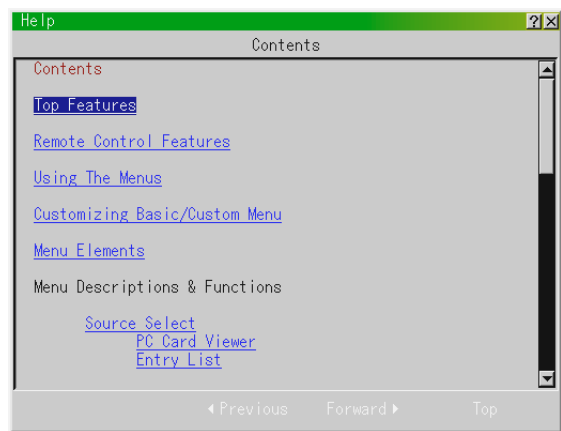 Help
Contents
Contents
Top Features
Remote Control Features
Using The Menus
Customizing Basic/Custom Menu
Menu Elements
Menu Descriptions & Functions
Source Select
PC Card Viewer
Entry List
Previous Forward Top